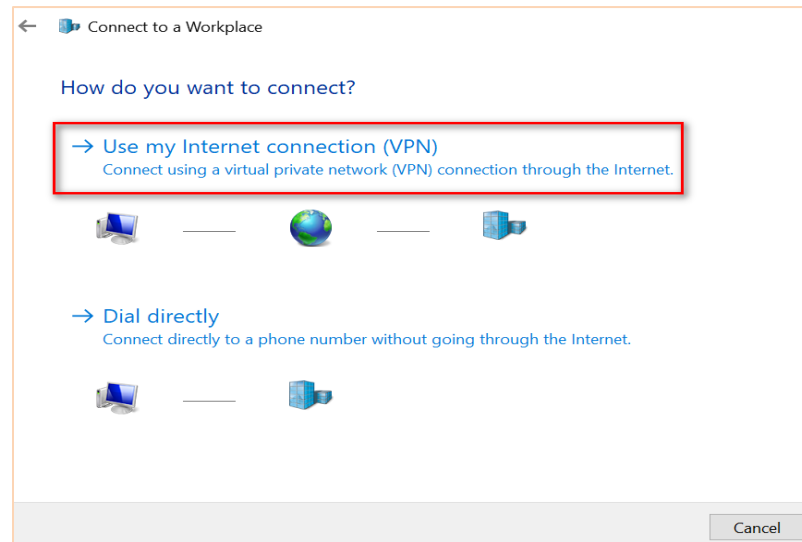 Connect to a Workplace
How do you want to connect?
Use my Internet connection (VPN)
Connect using a virtual private network (VPN) connection through the Internet.
Dial directly
Connect directly to a phone number without going through the Internet.
Cancel